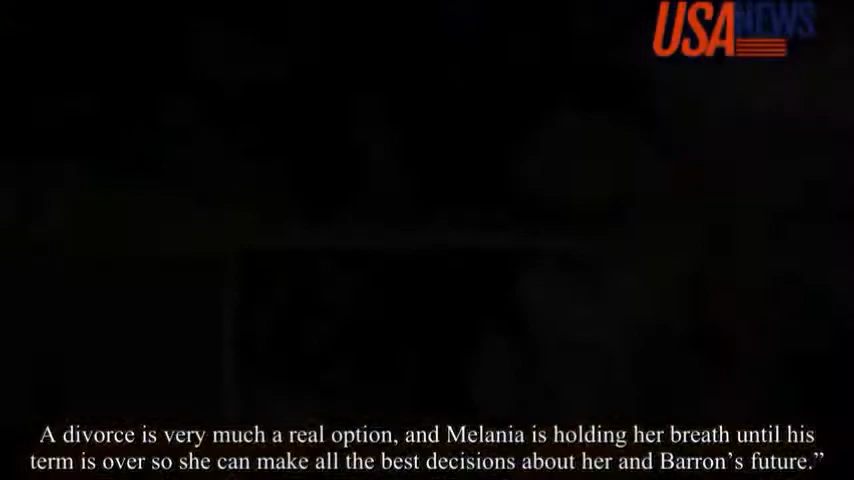 USA NEWS
A divorce is very much a real option, and Melania is holding her breath until his
term is over so she can make all the best decisions about her and Barron’s future.”